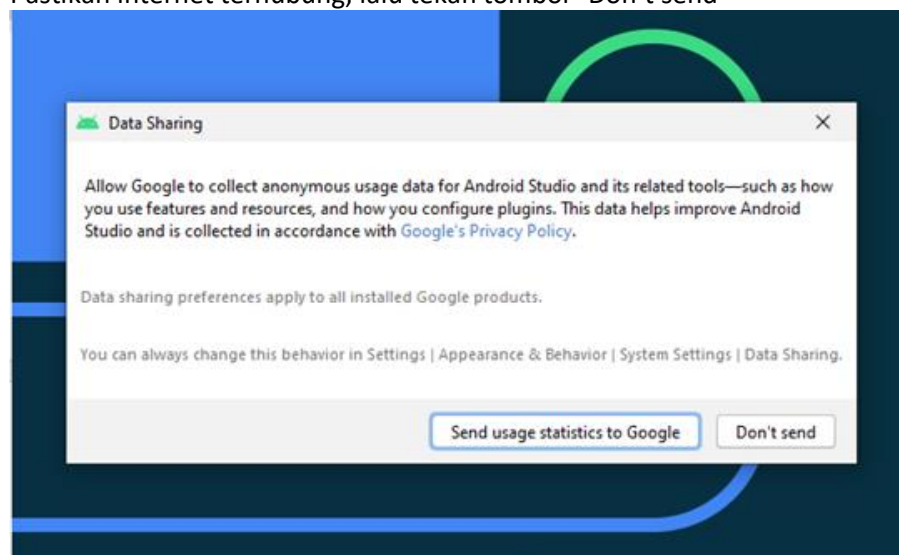 Pastikan internet terhubung, lalu tekan tombol "Don't send"
Data Sharing
Allow Google to collect anonymous usage data for Android Studio and its related tools—such as how
you use features and resources, and how you configure plugins. This data helps improve Android
Studio and is collected in accordance with Google's Privacy Policy.
Data sharing preferences apply to all installed Google products.
You can always change this behavior in Settings | Appearance & Behavior | System Settings | Data Sharing.
Send usage statistics to Google
Don't send